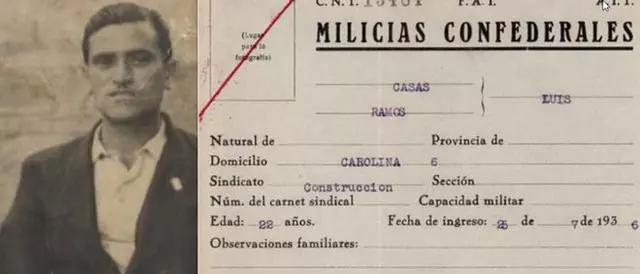 C.N.T. 15461 F.A.I. A.I.T.
(Lugar para la fotografía)
MILICIAS CONFEDERALES
CASAS
RAMOS
LUIS
Natural de Provincia de
Domicilio CAROLINA 6
Sindicato Construccion Sección
Núm. del carnet sindical Capacidad militar
Edad: 22 años. Fecha de ingreso: 25 de 7 de 1936
Observaciones familiares: